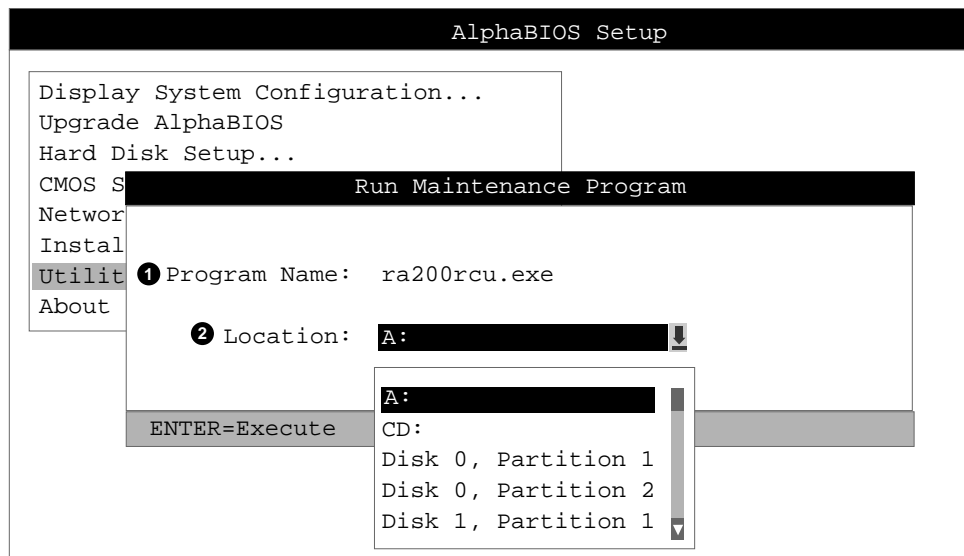 AlphaBIOS Setup
Display System Configuration...
Upgrade AlphaBIOS
Hard Disk Setup...
CMOS S
Networ
Instal
Utilit
About
Run Maintenance Program
1 Program Name: ra200rcu.exe
2 Location: A:
A:
CD:
Disk 0, Partition 1
Disk 0, Partition 2
Disk 1, Partition 1
ENTER=Execute